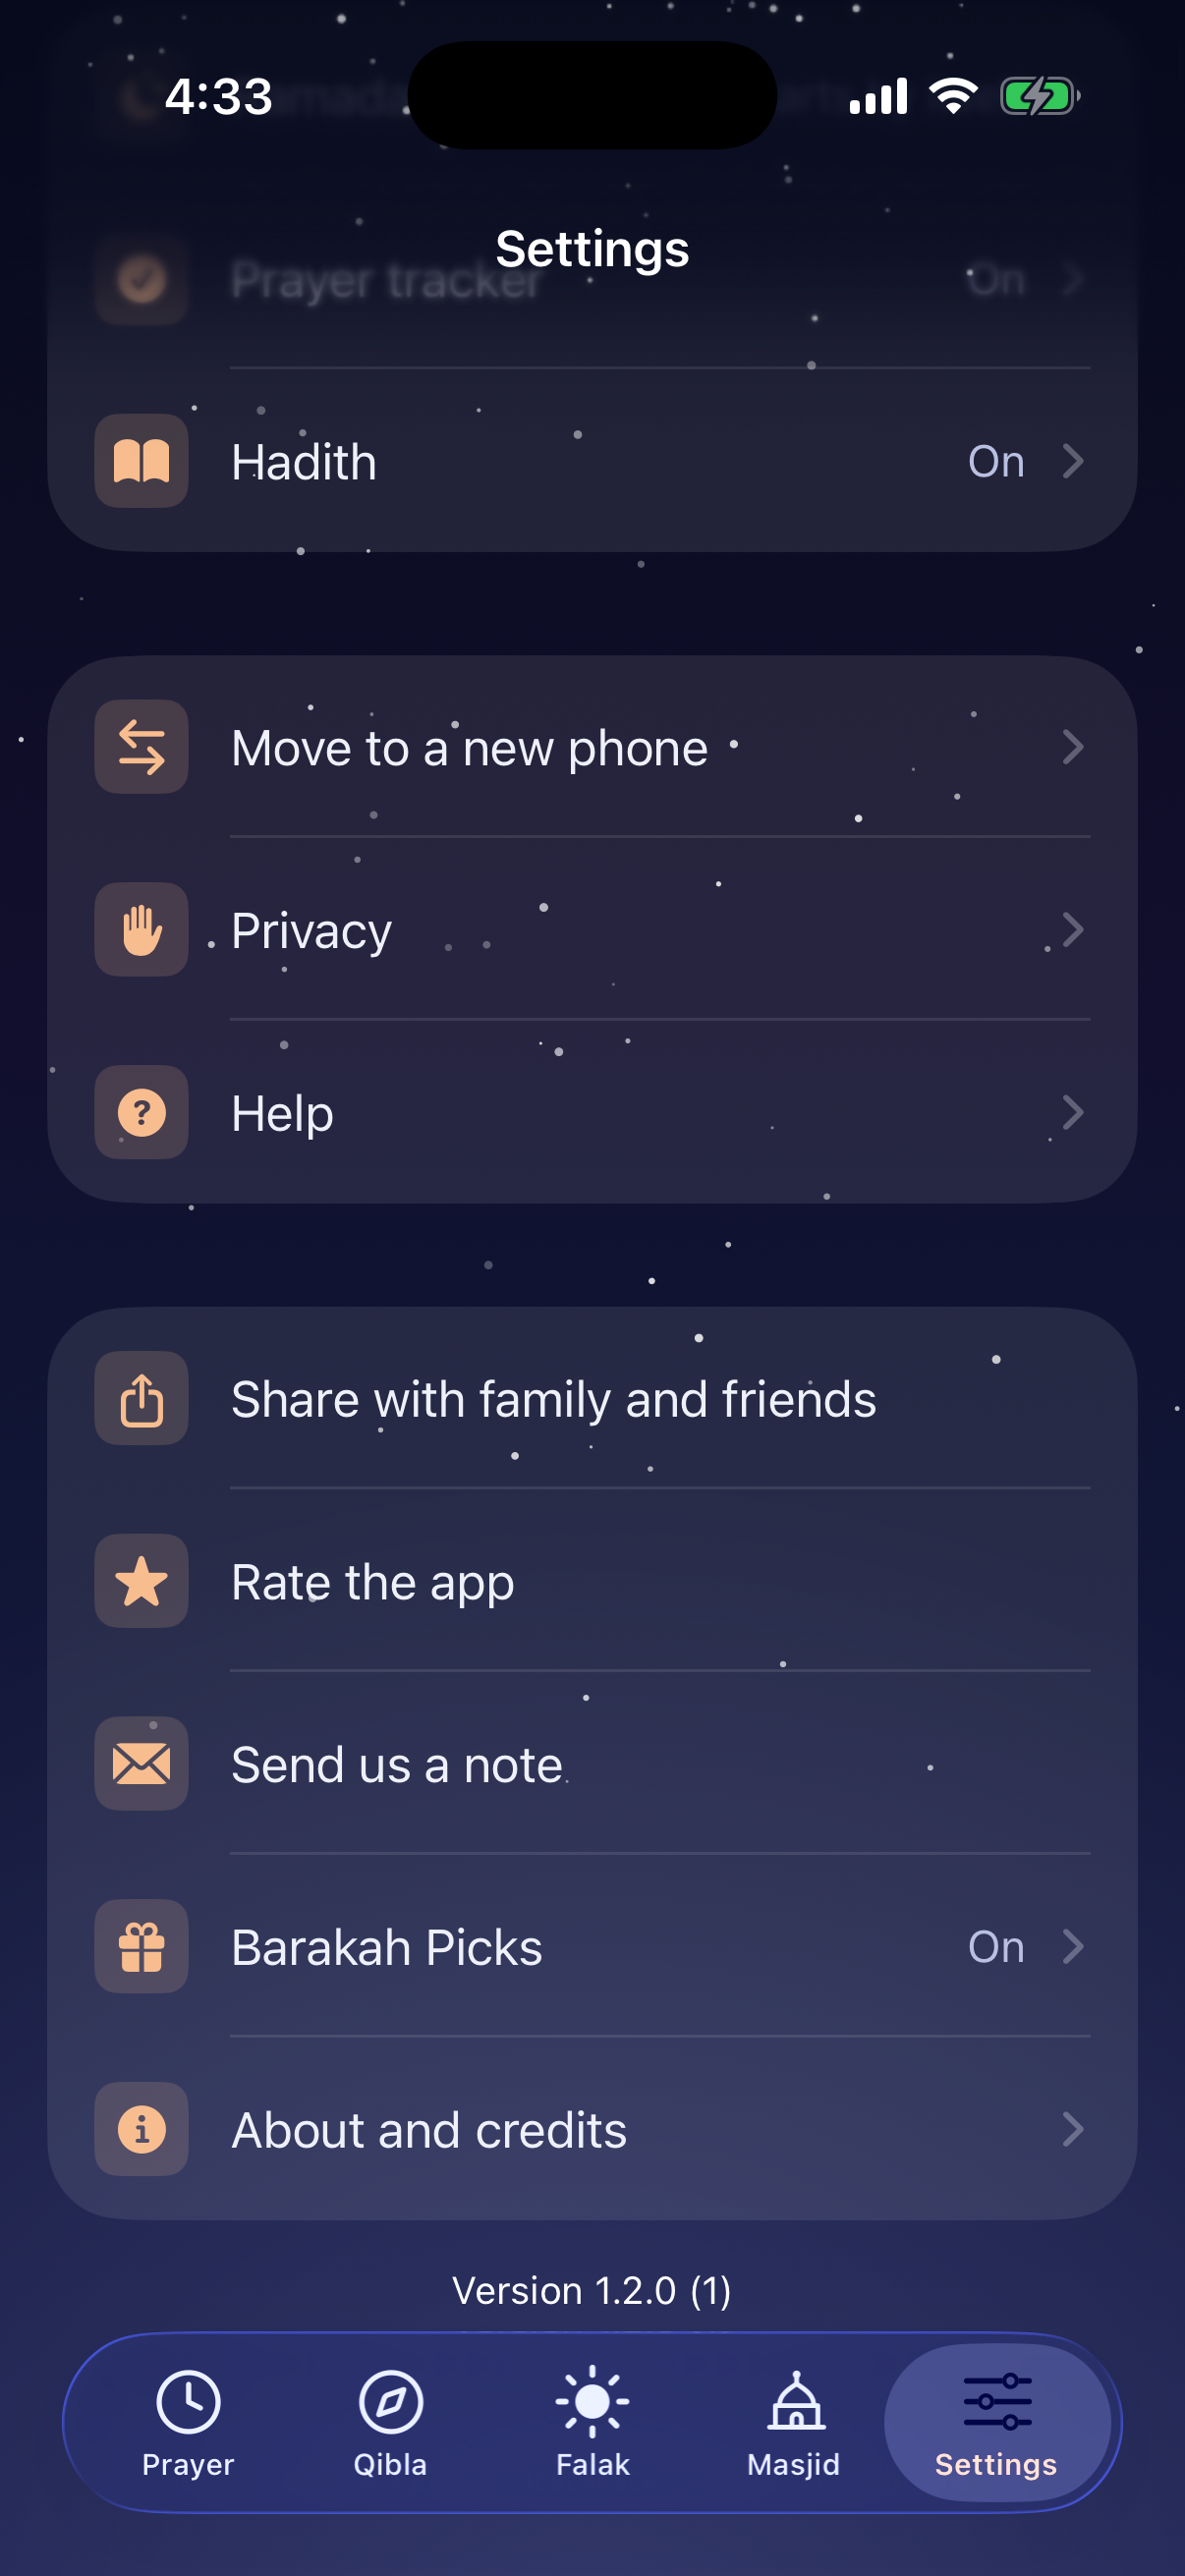 4:33
Settings
Prayer tracker
On
Hadith
On
Move to a new phone
Privacy
Help
Share with family and friends
Rate the app
Send us a note
Barakah Picks
On
About and credits
Version 1.2.0 (1)
Prayer
Qibla
Falak
Masjid
Settings